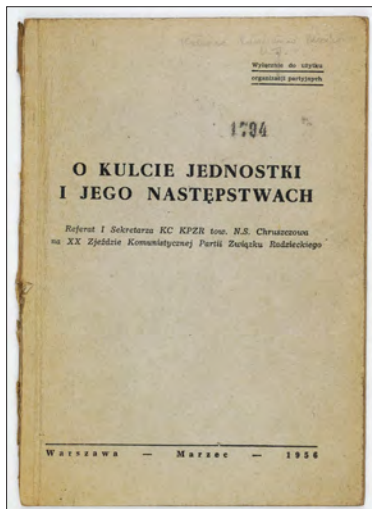 Wyłącznie do użytku
organizacji partyjnych
1794
O KULCIE JEDNOSTKI
I JEGO NASTĘPSTWACH
Referat I Sekretarza KC KPZR tow. N.S. Chruszczowa
na XX Zjeździe Komunistycznej Partii Związku Radzieckiego
Warszawa — Marzec — 1956